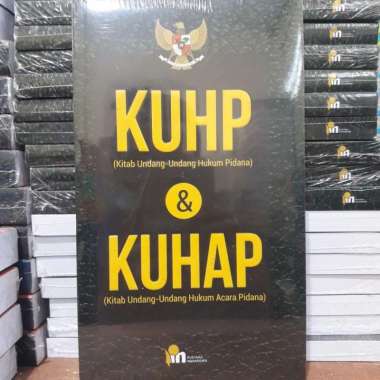 KUHP
(Kitab Undang-Undang Hukum Pidana)
&
KUHAP
(Kitab Undang-Undang Hukum Acara Pidana)